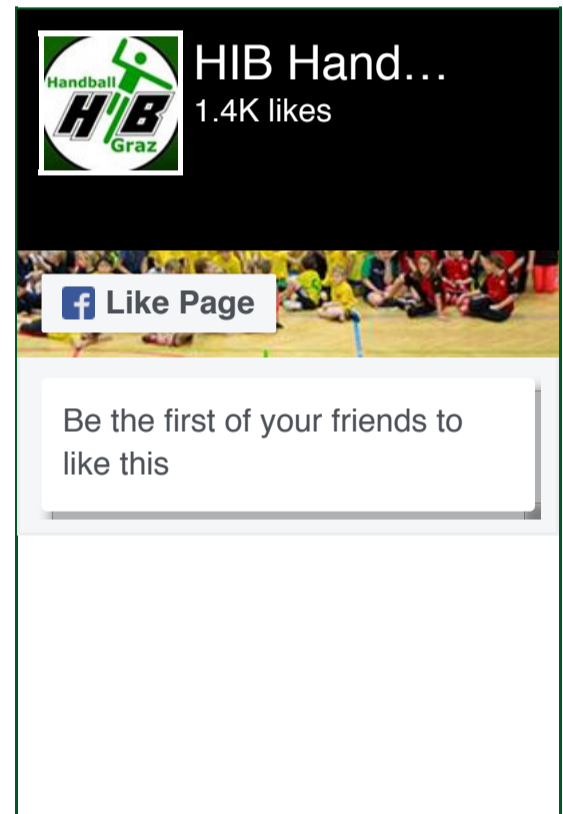 HIB Hand...
1.4K likes
Handball
HIB
Graz
f Like Page
Be the first of your friends to
like this